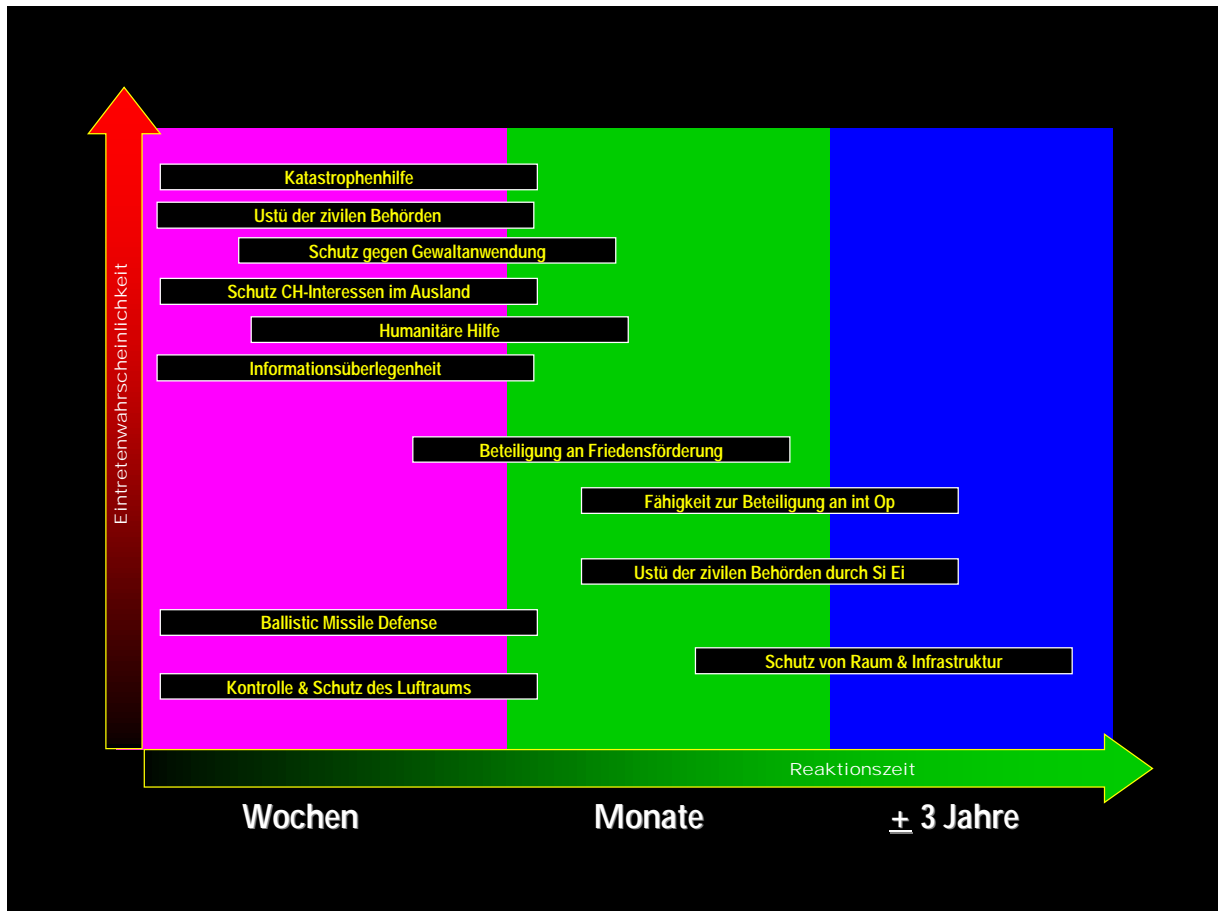 Eintretenwahrscheinlichkeit
Katastrophenhilfe
Ustü der zivilen Behörden
Schutz gegen Gewaltanwendung
Schutz CH-Interessen im Ausland
Humanitäre Hilfe
Informationsüberlegenheit
Beteiligung an Friedensförderung
Fähigkeit zur Beteiligung an int Op
Ustü der zivilen Behörden durch Si Ei
Ballistic Missile Defense
Schutz von Raum & Infrastruktur
Kontrolle & Schutz des Luftraums
Reaktionszeit
Wochen Monate + 3 Jahre